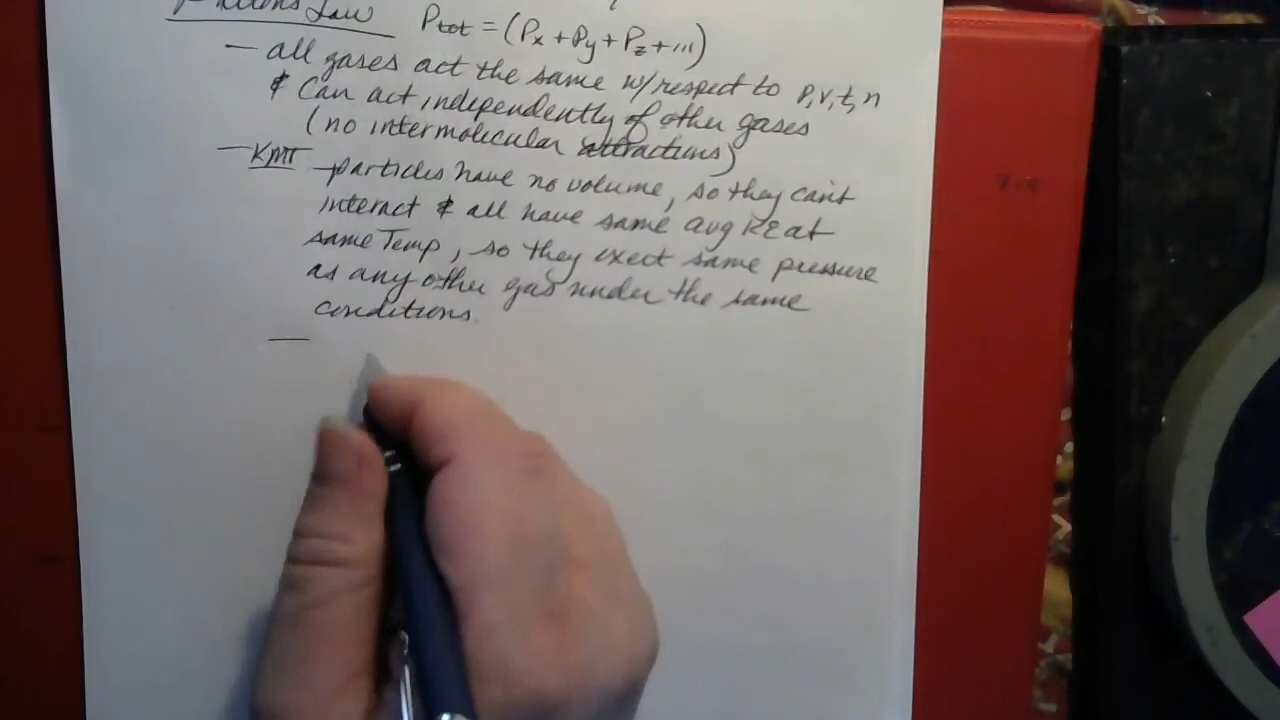 Daltons Law Ptot = (Px + Py + Pz + ...)
— all gases act the same w/respect to P, V, t, n
& Can act independently of other gases
(no intermolecular attractions)
— KMT – particles have no volume, so they can't
interact & all have same avg KE at
same Temp, so they exert same pressure
as any other gas under the same
conditions.
—